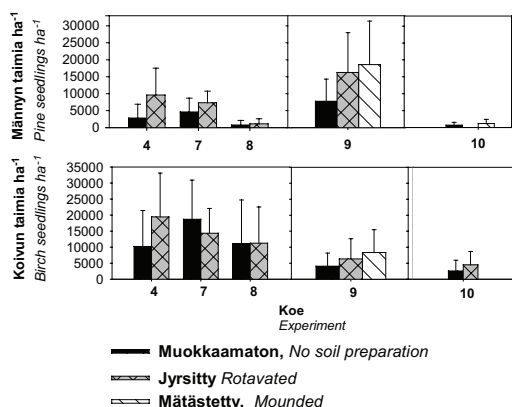 Männyn taimia ha-1
Pine seedlings ha-1
30000
25000
20000
15000
10000
5000
0
4 7 8 9 10
Koivun taimia ha-1
Birch seedlings ha-1
35000
30000
25000
20000
15000
10000
5000
0
4 7 8 9 10
Koe
Experiment
Muokkaamaton, No soil preparation
Jyrsitty Rotavated
Mätästetty, Mounded